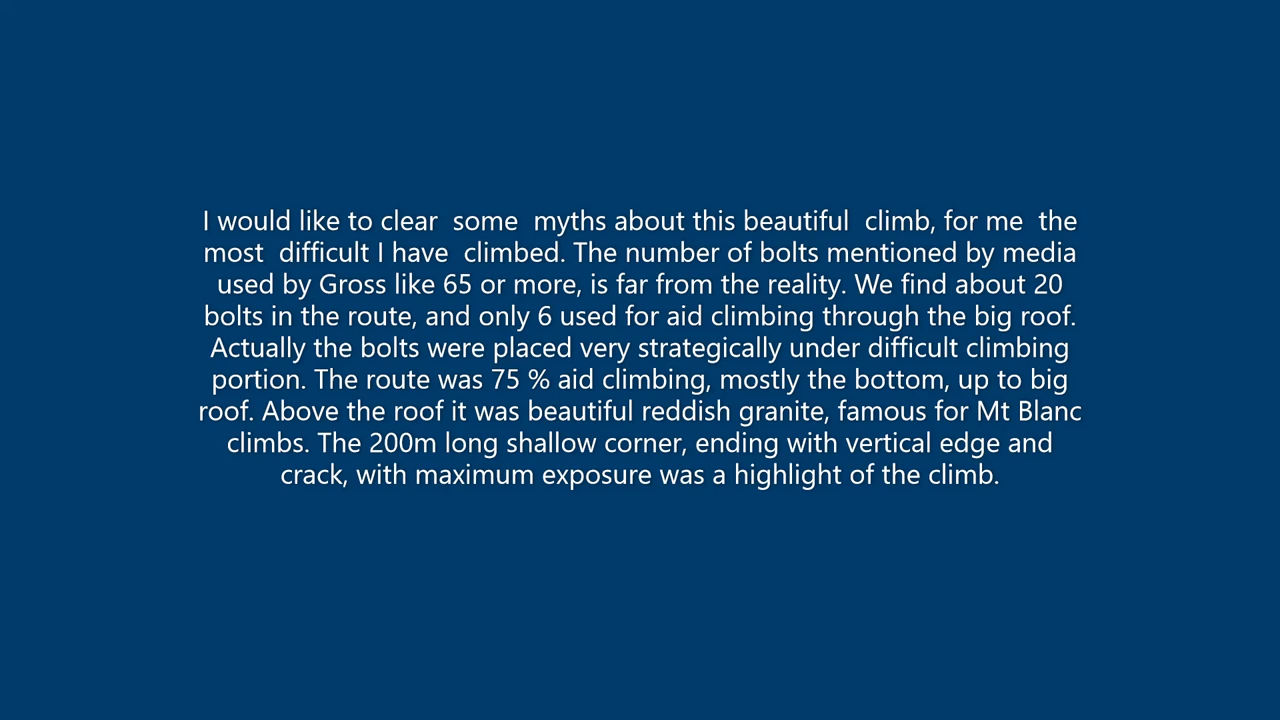 I would like to clear  some  myths about this beautiful  climb, for me  the
most  difficult I have  climbed. The number of bolts mentioned by media
used by Gross like 65 or more, is far from the reality. We find about 20
bolts in the route, and only 6 used for aid climbing through the big roof.
Actually the bolts were placed very strategically under difficult climbing
portion. The route was 75 % aid climbing, mostly the bottom, up to big
roof. Above the roof it was beautiful reddish granite, famous for Mt Blanc
climbs. The 200m long shallow corner, ending with vertical edge and
crack, with maximum exposure was a highlight of the climb.